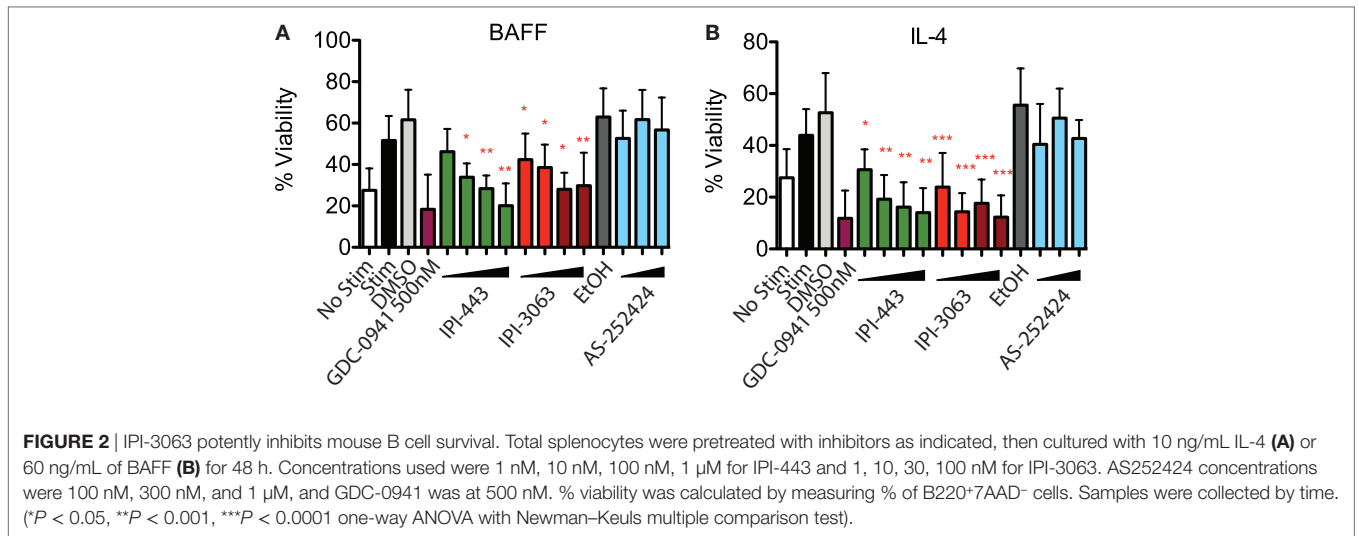 A
BAFF
100
80
60
40
20
0
% Viability
* ** ** * * * **
No Stim
Stim
DMSO
GDC-0941 500nM
IPI-443
IPI-3063
EtOH
AS-252424
B
IL-4
80
60
40
20
0
% Viability
* ** ** ** *** *** *** ***
No Stim
Stim
DMSO
GDC-0941 500nM
IPI-443
IPI-3063
EtOH
AS-252424
FIGURE 2 | IPI-3063 potently inhibits mouse B cell survival. Total splenocytes were pretreated with inhibitors as indicated, then cultured with 10 ng/mL IL-4 (A) or
60 ng/mL of BAFF (B) for 48 h. Concentrations used were 1 nM, 10 nM, 100 nM, 1 μM for IPI-443 and 1, 10, 30, 100 nM for IPI-3063. AS252424 concentrations
were 100 nM, 300 nM, and 1 μM, and GDC-0941 was at 500 nM. % viability was calculated by measuring % of B220⁺7AAD⁻ cells. Samples were collected by time.
(*P < 0.05, **P < 0.001, ***P < 0.0001 one-way ANOVA with Newman–Keuls multiple comparison test).